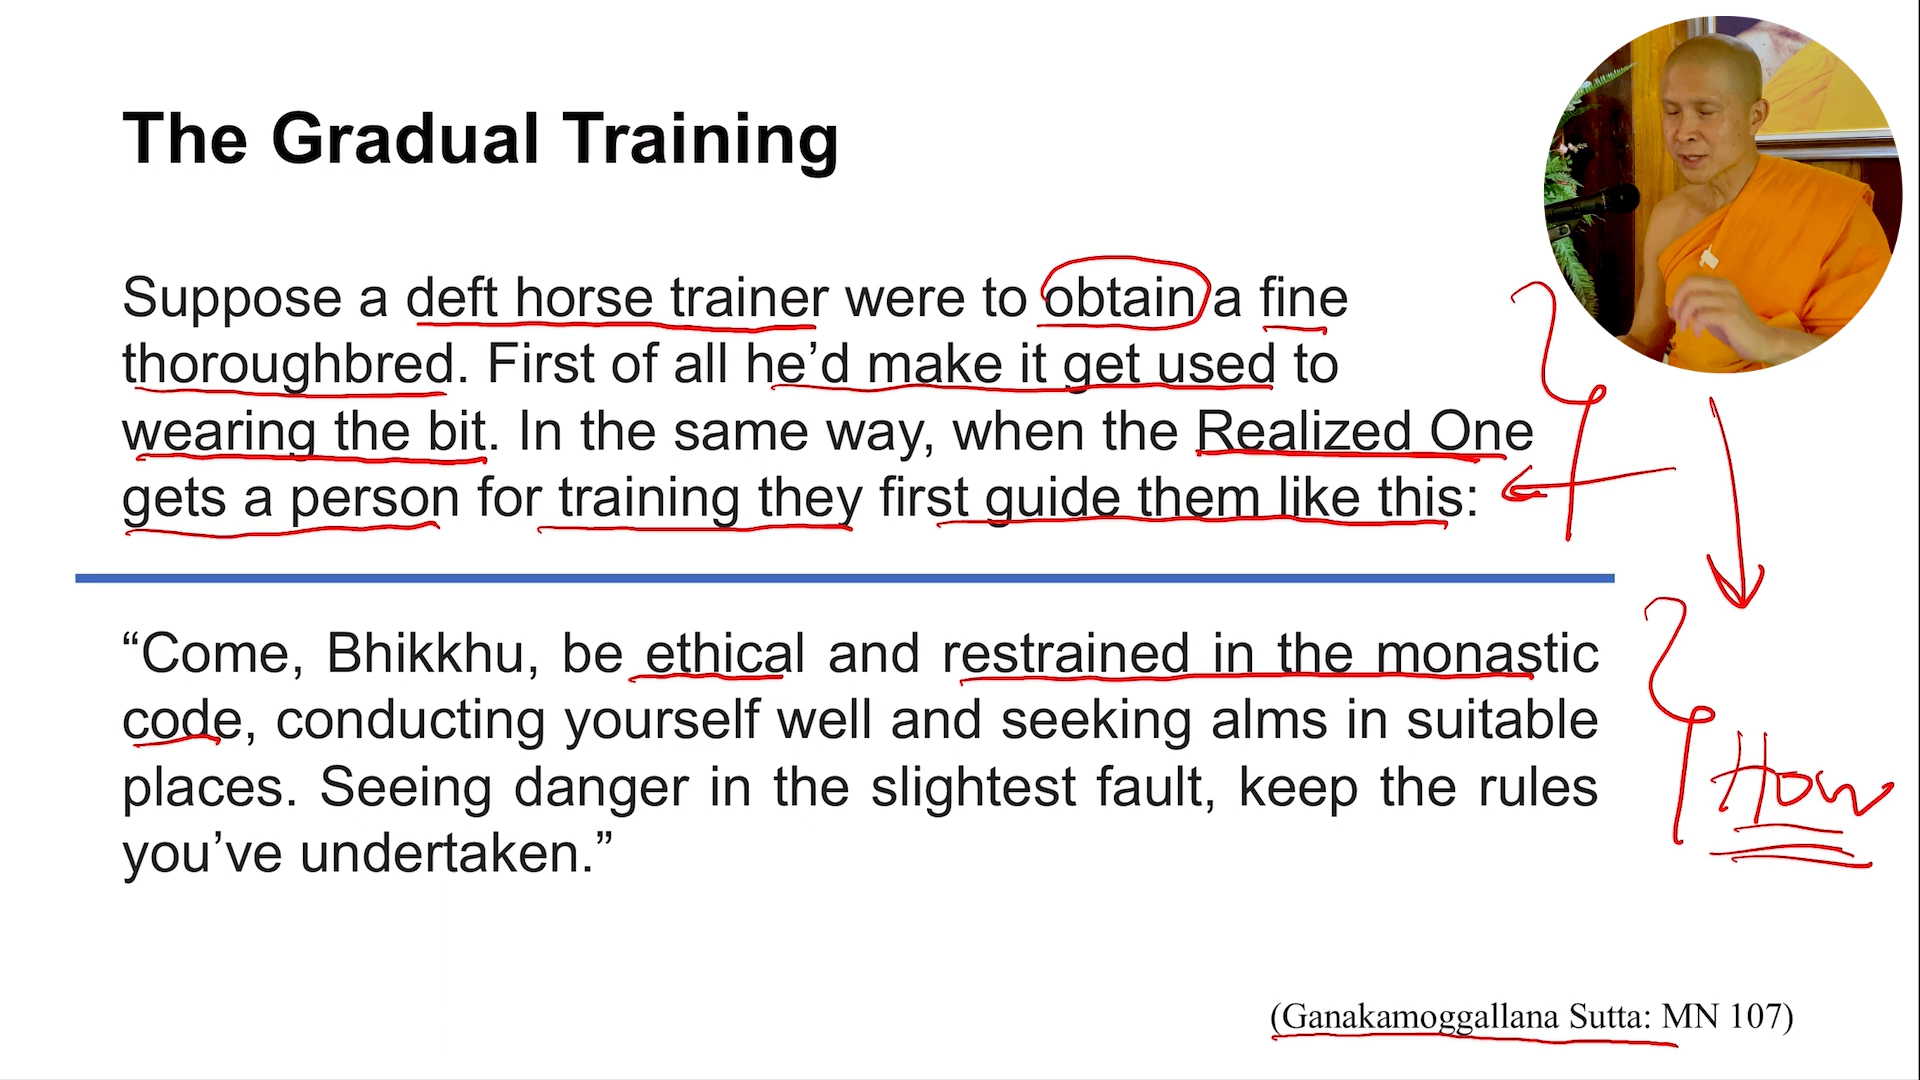 The Gradual Training
Suppose a deft horse trainer were to obtain a fine
thoroughbred. First of all he’d make it get used to
wearing the bit. In the same way, when the Realized One
gets a person for training they first guide them like this:
“Come, Bhikkhu, be ethical and restrained in the monastic
code, conducting yourself well and seeking alms in suitable
places. Seeing danger in the slightest fault, keep the rules
you’ve undertaken.”
How
(Ganakamoggallana Sutta: MN 107)